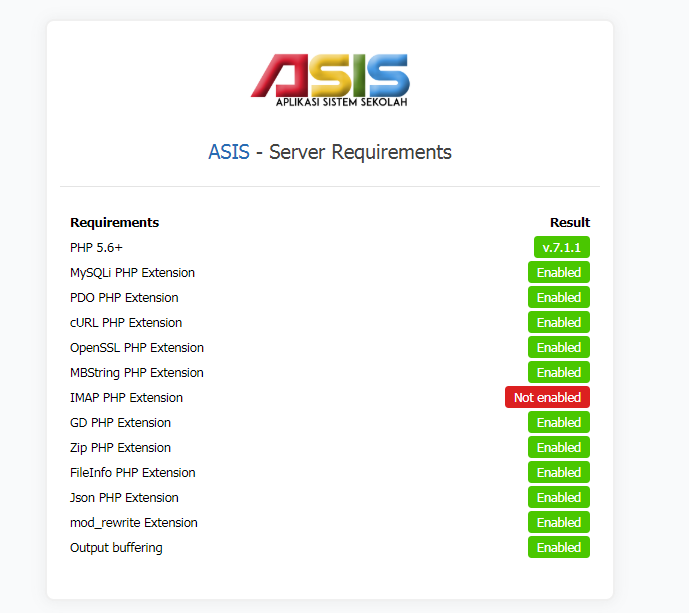 ASIS
APLIKASI SISTEM SEKOLAH
ASIS - Server Requirements
Requirements Result
PHP 5.6+ v.7.1.1
MySQLi PHP Extension Enabled
PDO PHP Extension Enabled
cURL PHP Extension Enabled
OpenSSL PHP Extension Enabled
MBString PHP Extension Enabled
IMAP PHP Extension Not enabled
GD PHP Extension Enabled
Zip PHP Extension Enabled
FileInfo PHP Extension Enabled
Json PHP Extension Enabled
mod_rewrite Extension Enabled
Output buffering Enabled